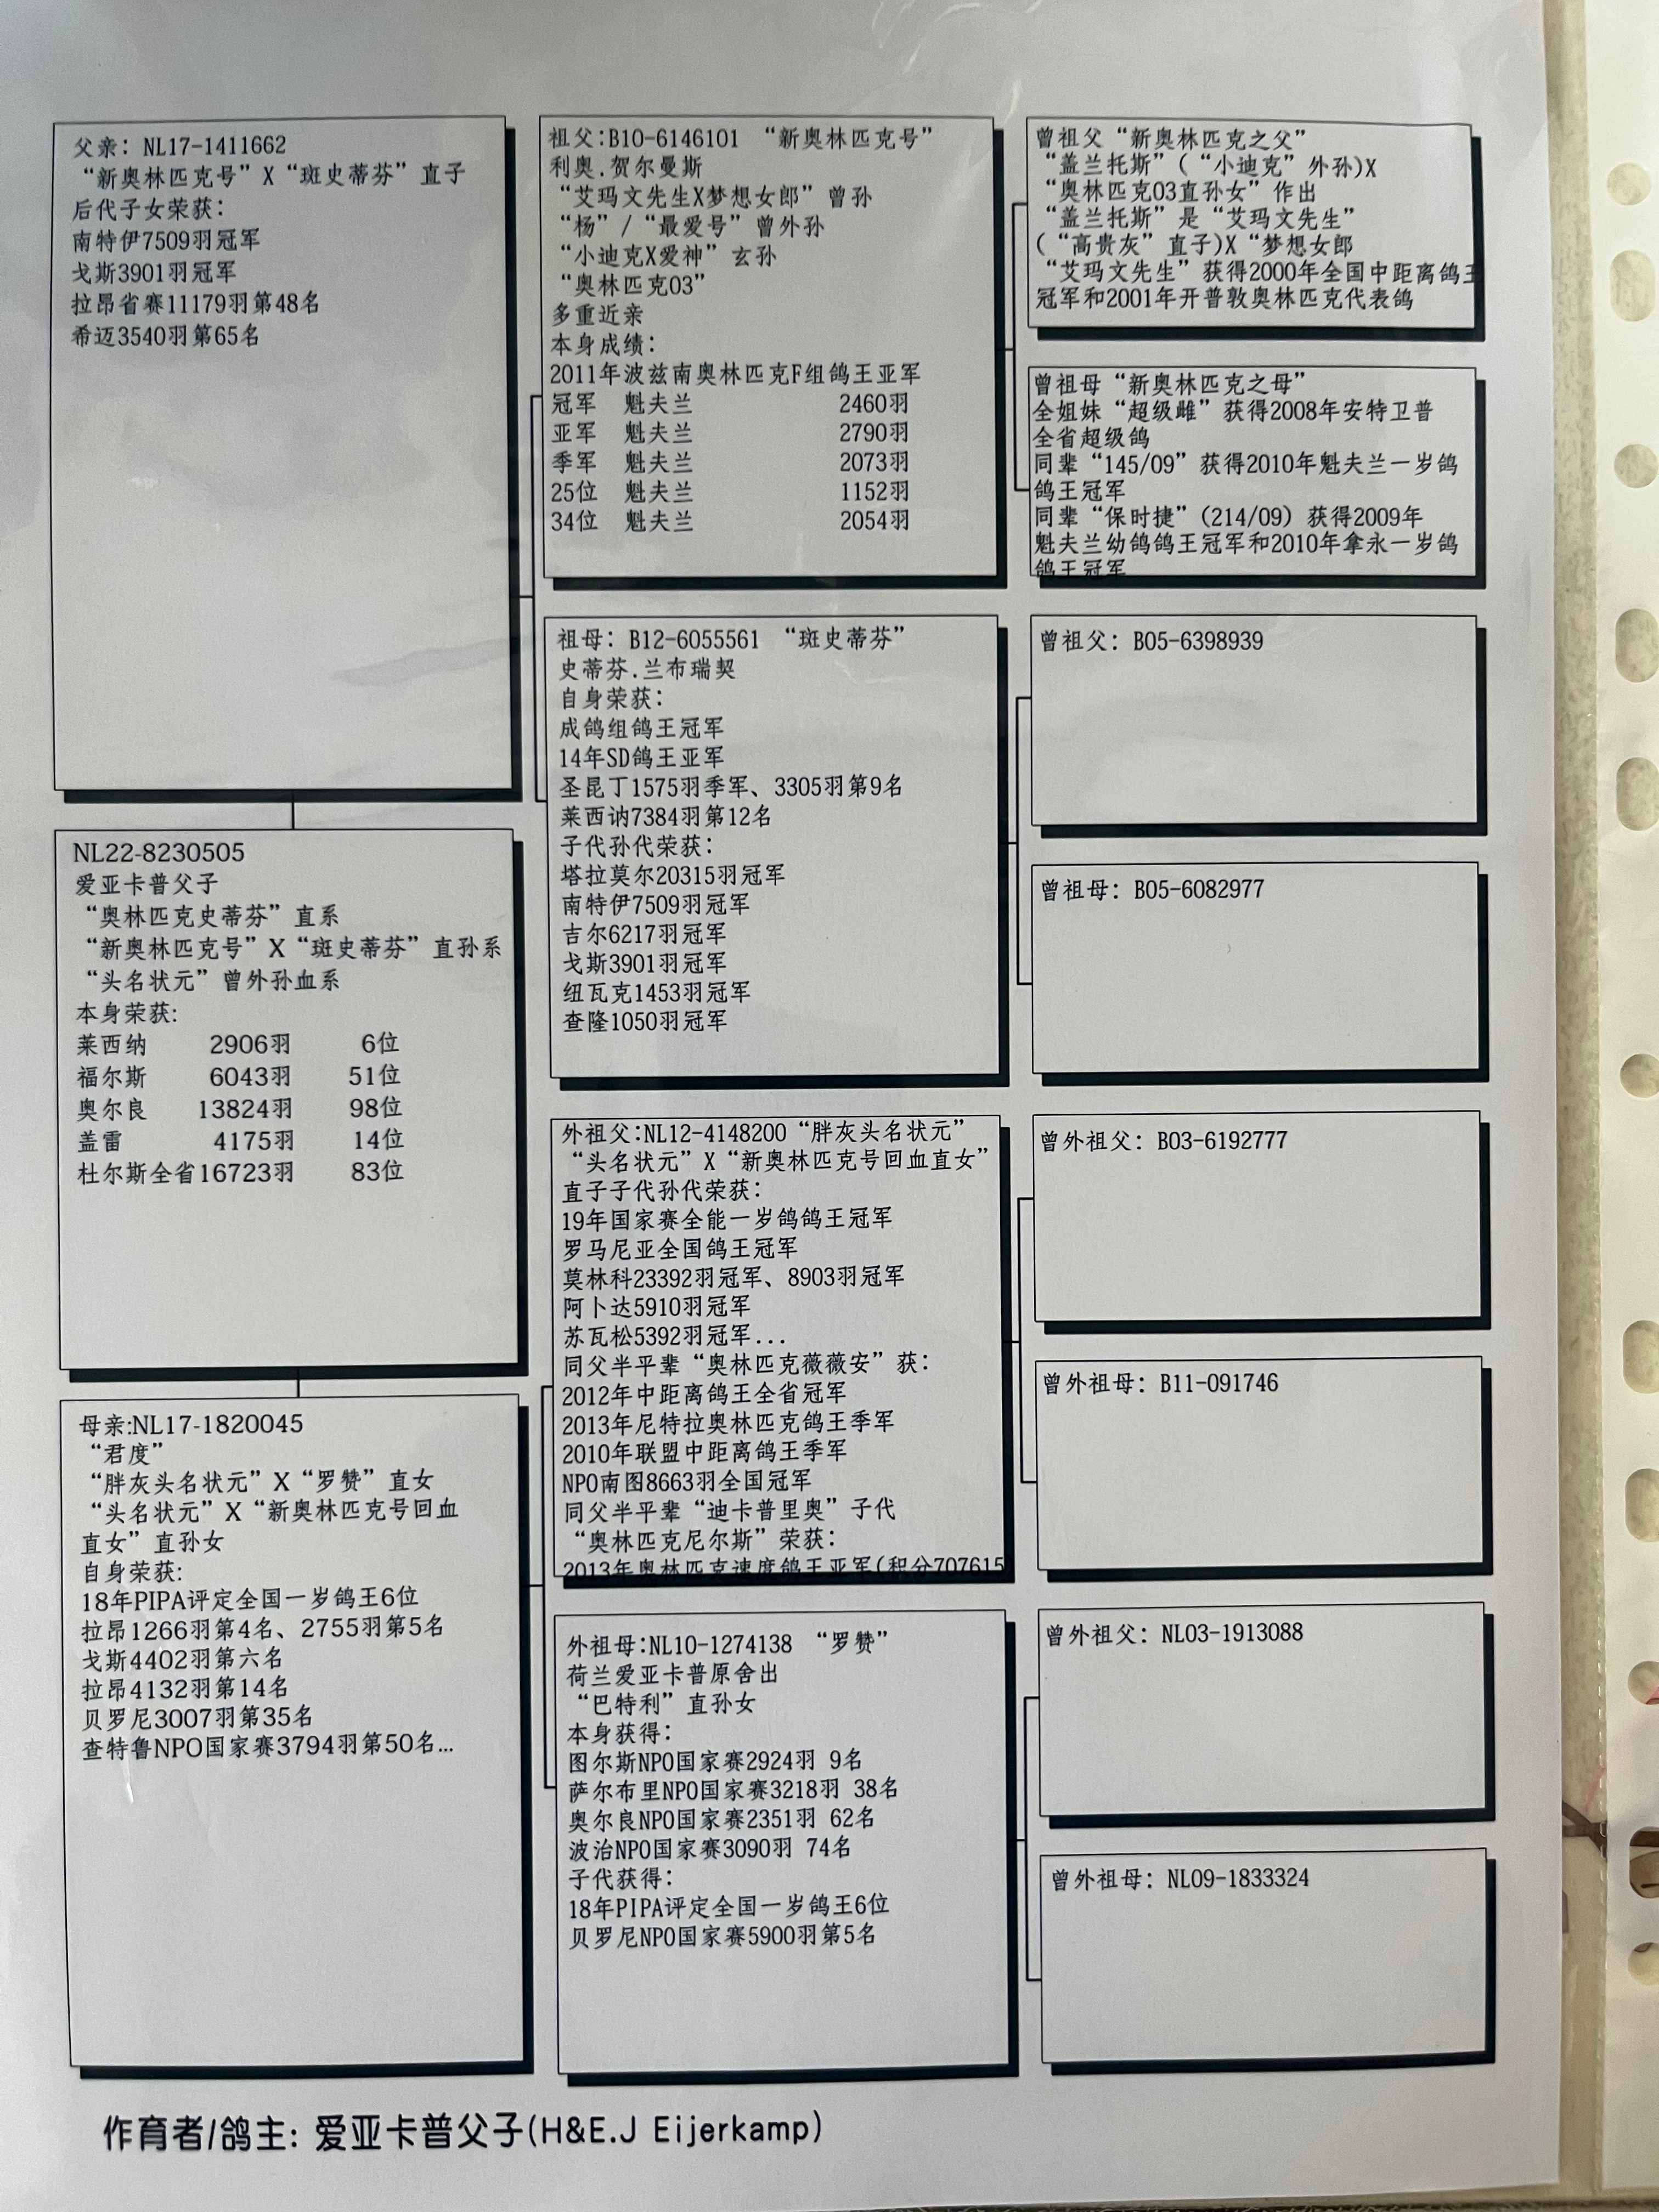 父亲: NL17-1411662
“新奥林匹克号”X“斑史蒂芬”直子
后代子女荣获:
南特伊7509羽冠军
戈斯3901羽冠军
拉昂省赛11179羽第48名
希迈3540羽第65名
NL22-8230505
爱亚卡普父子
“奥林匹克史蒂芬”直系
“新奥林匹克号”X“斑史蒂芬”直孙系
“头名状元”曾外孙血系
本身荣获:
莱西纳 2906羽 6位
福尔斯 6043羽 51位
奥尔良 13824羽 98位
盖雷 4175羽 14位
杜尔斯全省16723羽 83位
母亲:NL17-1820045
“君度”
“胖灰头名状元”X“罗赞”直女
“头名状元”X“新奥林匹克号回血
直女”直孙女
自身荣获:
18年PIPA评定全国一岁鸽王6位
拉昂1266羽第4名、2755羽第5名
戈斯4402羽第六名
拉昂4132羽第14名
贝罗尼3007羽第35名
查特鲁NPO国家赛3794羽第50名...
祖父:B10-6146101 “新奥林匹克号”
利奥.贺尔曼斯
“艾玛文先生X梦想女郎”曾孙
“杨”/“最爱号”曾外孙
“小迪克X爱神”玄孙
“奥林匹克03”
多重近亲
本身成绩:
2011年波兹南奥林匹克F组鸽王亚军
冠军 魁夫兰 2460羽
亚军 魁夫兰 2790羽
季军 魁夫兰 2073羽
25位 魁夫兰 1152羽
34位 魁夫兰 2054羽
祖母: B12-6055561 “斑史蒂芬”
史蒂芬.兰布瑞契
自身荣获:
成鸽组鸽王冠军
14年SD鸽王亚军
圣昆丁1575羽季军、3305羽第9名
莱西讷7384羽第12名
子代孙代荣获:
塔拉莫尔20315羽冠军
南特伊7509羽冠军
吉尔6217羽冠军
戈斯3901羽冠军
纽瓦克1453羽冠军
查隆1050羽冠军
外祖父:NL12-4148200“胖灰头名状元”
“头名状元”X“新奥林匹克号回血直女”
直子子代孙代荣获:
19年国家赛全能一岁鸽鸽王冠军
罗马尼亚全国鸽王冠军
莫林科23392羽冠军、8903羽冠军
阿卜达5910羽冠军
苏瓦松5392羽冠军...
同父半平辈“奥林匹克薇薇安”获:
2012年中距离鸽王全省冠军
2013年尼特拉奥林匹克鸽王季军
2010年联盟中距离鸽王季军
NPO南图8663羽全国冠军
同父半平辈“迪卡普里奥”子代
“奥林匹克尼尔斯”荣获:
2013年奥林匹克速度鸽王亚军(积分707615
外祖母:NL10-1274138 “罗赞”
荷兰爱亚卡普原舍出
“巴特利”直孙女
本身获得:
图尔斯NPO国家赛2924羽 9名
萨尔布里NPO国家赛3218羽 38名
奥尔良NPO国家赛2351羽 62名
波治NPO国家赛3090羽 74名
子代获得:
18年PIPA评定全国一岁鸽王6位
贝罗尼NPO国家赛5900羽第5名
曾祖父“新奥林匹克之父”
“盖兰托斯”(“小迪克”外孙)X
“奥林匹克03直孙女”作出
“盖兰托斯”是“艾玛文先生”
(“高贵灰”直子)X“梦想女郎
“艾玛文先生”获得2000年全国中距离鸽王
冠军和2001年开普敦奥林匹克代表鸽
曾祖母“新奥林匹克之母”
全姐妹“超级雌”获得2008年安特卫普
全省超级鸽
同辈“145/09”获得2010年魁夫兰一岁鸽
鸽王冠军
同辈“保时捷”(214/09) 获得2009年
魁夫兰幼鸽鸽王冠军和2010年拿永一岁鸽
鸽王冠军
曾祖父: B05-6398939
曾祖母: B05-6082977
曾外祖父: B03-6192777
曾外祖母: B11-091746
曾外祖父: NL03-1913088
曾外祖母: NL09-1833324
作育者/鸽主: 爱亚卡普父子(H&E.J Eijerkamp)